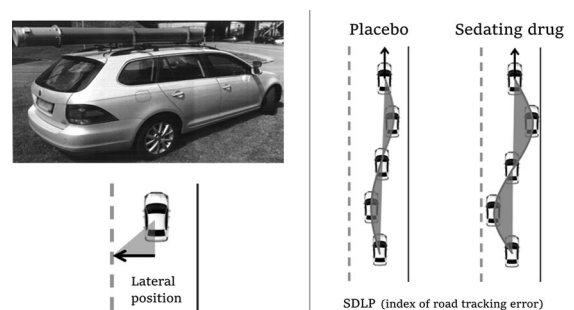 Lateral
position
Placebo
Sedating drug
SDLP (index of road tracking error)